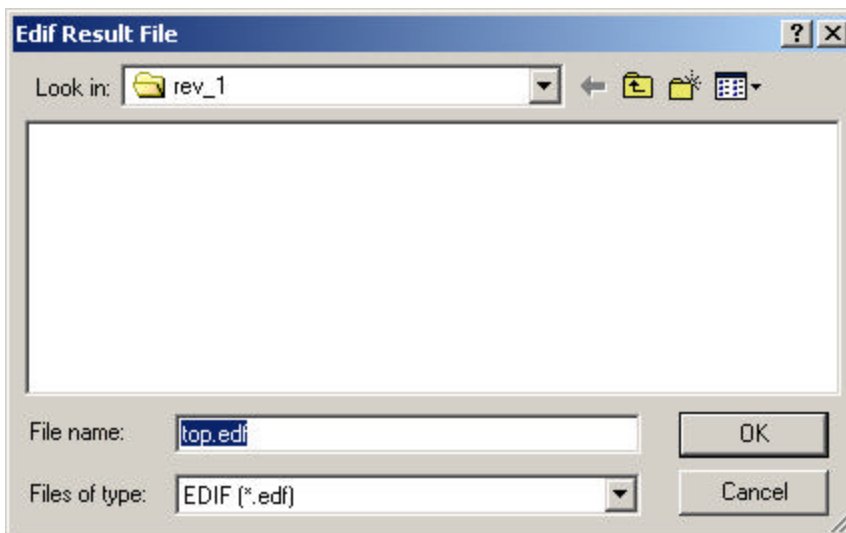 Edif Result File
Look in: rev_1
File name: top.edf
OK
Files of type: EDIF (*.edf)
Cancel